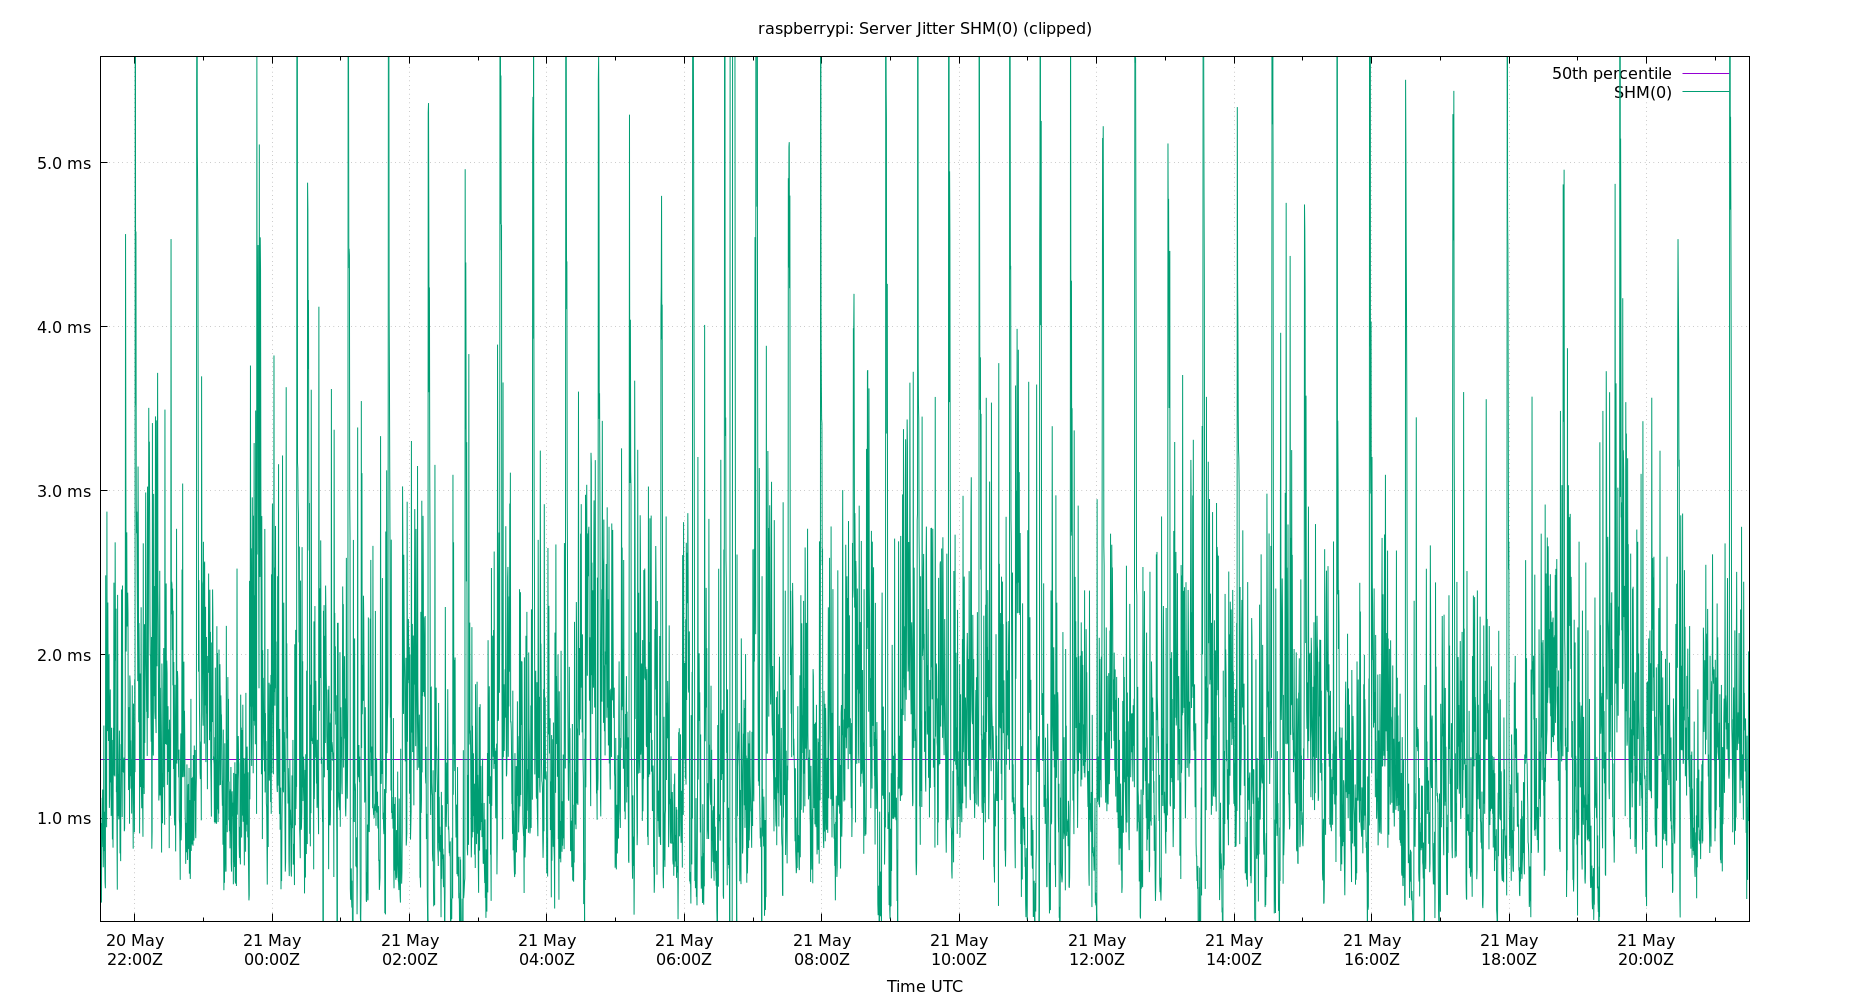 raspberrypi: Server Jitter SHM(0) (clipped)
50th percentile
SHM(0)
5.0 ms
4.0 ms
3.0 ms
2.0 ms
1.0 ms
20 May 21 May 21 May 21 May 21 May 21 May 21 May 21 May 21 May 21 May 21 May 21 May
22:00Z 00:00Z 02:00Z 04:00Z 06:00Z 08:00Z 10:00Z 12:00Z 14:00Z 16:00Z 18:00Z 20:00Z
Time UTC